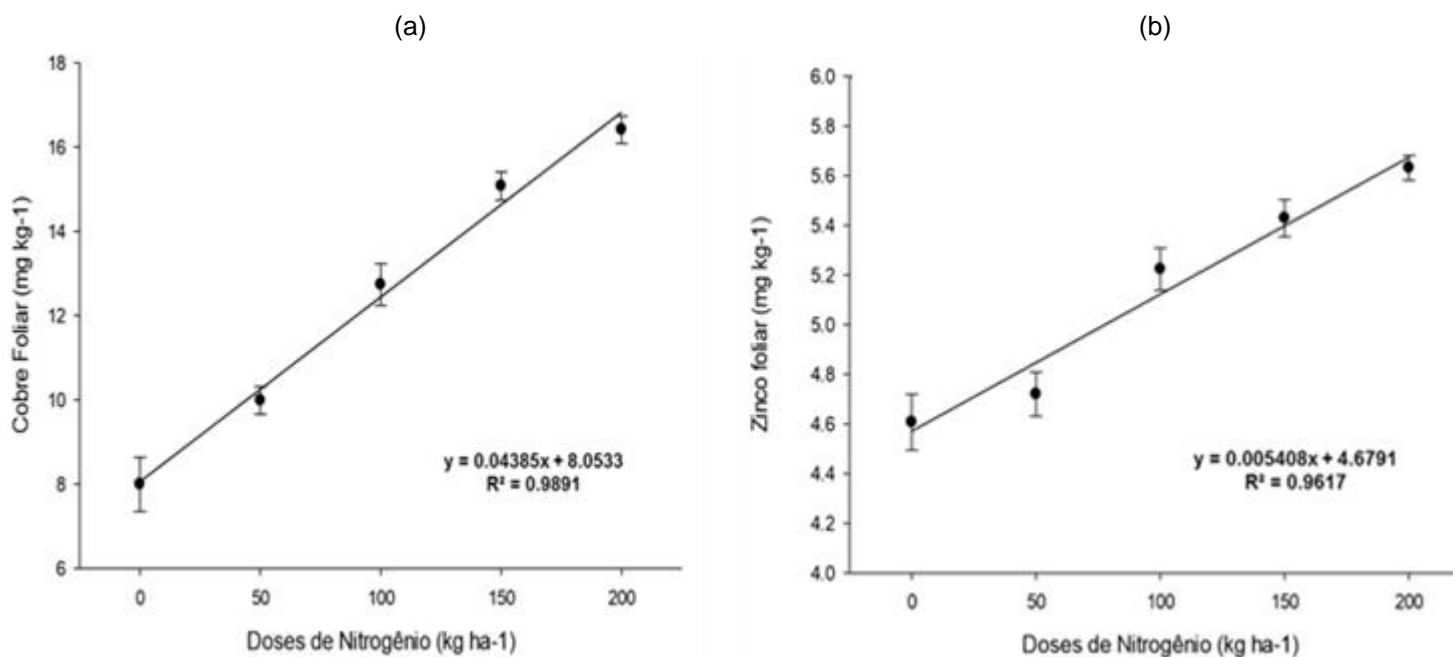 (a)
18
16
14
12
10
8
6
Cobre Foliar (mg kg-1)
y = 0.04385x + 8.0533
R² = 0.9891
0 50 100 150 200
Doses de Nitrogênio (kg ha-1)
(b)
6.0
5.8
5.6
5.4
5.2
5.0
4.8
4.6
4.4
4.2
4.0
Zinco foliar (mg kg-1)
y = 0.005408x + 4.6791
R² = 0.9617
0 50 100 150 200
Doses de Nitrogênio (kg ha-1)